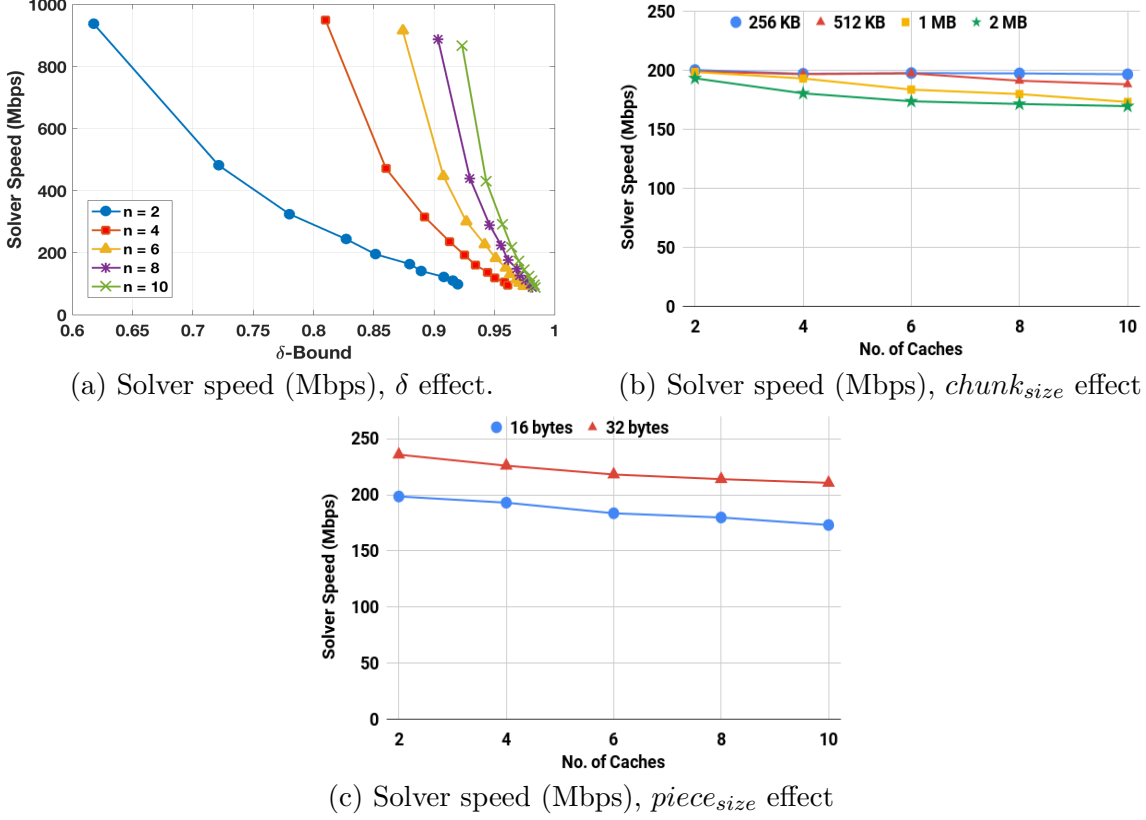 1000
800
600
400
200
0
Solver Speed (Mbps)
n = 2
n = 4
n = 6
n = 8
n = 10
0.6 0.65 0.7 0.75 0.8 0.85 0.9 0.95 1
δ-Bound
(a) Solver speed (Mbps), δ effect.
256 KB 512 KB 1 MB 2 MB
250
200
150
100
50
0
Solver Speed (Mbps)
2 4 6 8 10
No. of Caches
(b) Solver speed (Mbps), chunk_size effect
16 bytes 32 bytes
250
200
150
100
50
0
Solver Speed (Mbps)
2 4 6 8 10
No. of Caches
(c) Solver speed (Mbps), piece_size effect